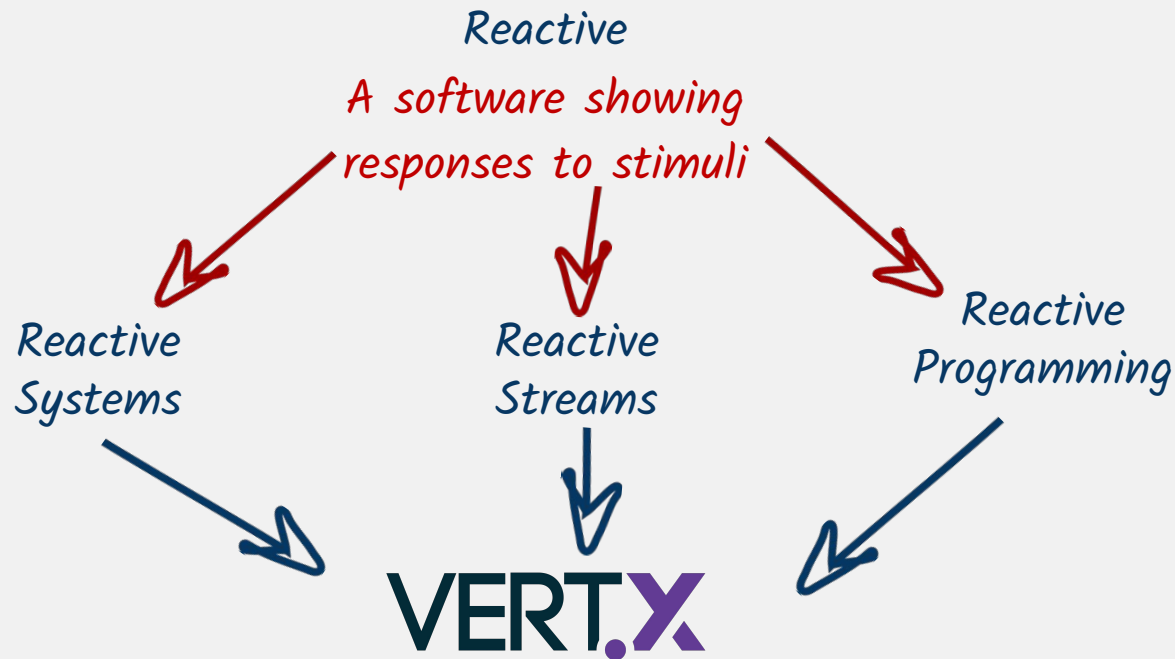 Reactive
A software showing
responses to stimuli
Reactive
Systems
Reactive
Streams
Reactive
Programming
VERT.X